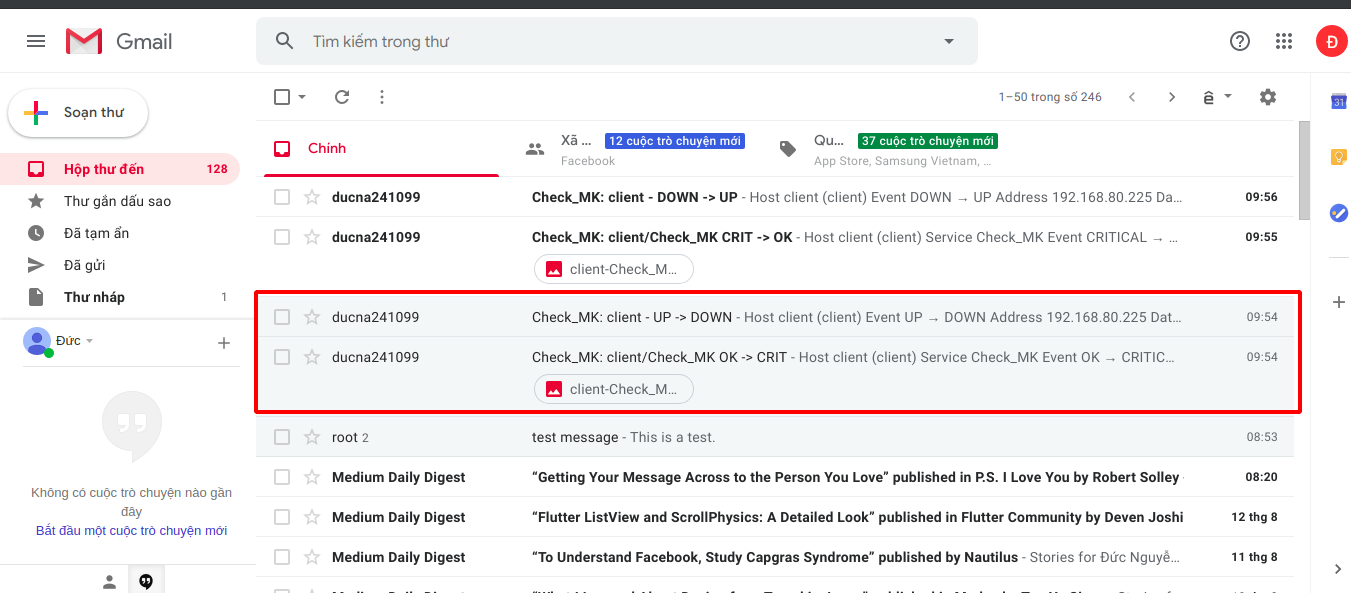 Gmail
Tìm kiếm trong thư
Đ
Soạn thư
1–50 trong số 246
31
Hộp thư đến 128
Thư gắn dấu sao
Đã tạm ẩn
Đã gửi
Thư nháp 1
Đức
Không có cuộc trò chuyện nào gần
đây
Bắt đầu một cuộc trò chuyện mới
Chính
Xã ... 12 cuộc trò chuyện mới
Facebook
Qu... 37 cuộc trò chuyện mới
App Store, Samsung Vietnam, ...
ducna241099 Check_MK: client - DOWN -> UP - Host client (client) Event DOWN → UP Address 192.168.80.225 Da... 09:56
ducna241099 Check_MK: client/Check_MK CRIT -> OK - Host client (client) Service Check_MK Event CRITICAL → ... 09:55
client-Check_M...
ducna241099 Check_MK: client - UP -> DOWN - Host client (client) Event UP → DOWN Address 192.168.80.225 Dat... 09:54
ducna241099 Check_MK: client/Check_MK OK -> CRIT - Host client (client) Service Check_MK Event OK → CRITIC... 09:54
client-Check_M...
root 2 test message - This is a test. 08:53
Medium Daily Digest “Getting Your Message Across to the Person You Love” published in P.S. I Love You by Robert Solley 08:20
Medium Daily Digest “Flutter ListView and ScrollPhysics: A Detailed Look” published in Flutter Community by Deven Joshi 12 thg 8
Medium Daily Digest “To Understand Facebook, Study Capgras Syndrome” published by Nautilus - Stories for Đức Nguyễ... 11 thg 8